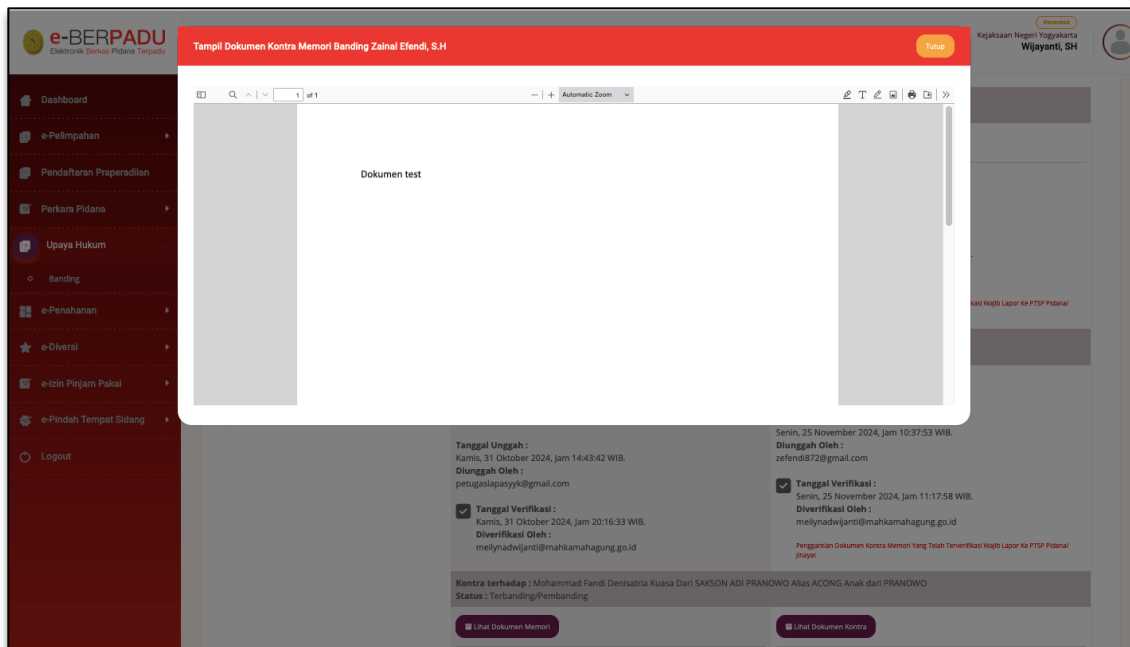 e-BERPADU
Elektronik Berkas Pidana Terpadu
Penuntut
Kejaksaan Negeri Yogyakarta
Wijayanti, SH
Tampil Dokumen Kontra Memori Banding Zainal Efendi, S.H
Tutup
1 of 1
Automatic Zoom
Dokumen test
Dashboard
e-Pelimpahan
Pendaftaran Praperadilan
Perkara Pidana
Upaya Hukum
Banding
e-Penahanan
e-Diversi
e-Izin Pinjam Pakai
e-Pindah Tempat Sidang
Logout
kasi Wajib Lapor Ke PTSP Pidana/
Tanggal Unggah :
Kamis, 31 Oktober 2024, Jam 14:43:42 WIB.
Diunggah Oleh :
petugaslapasyyk@gmail.com
Tanggal Verifikasi :
Kamis, 31 Oktober 2024, Jam 20:16:33 WIB.
Diverifikasi Oleh :
meilynadwijanti@mahkamahagung.go.id
Senin, 25 November 2024, Jam 10:37:53 WIB.
Diunggah Oleh :
zefendi872@gmail.com
Tanggal Verifikasi :
Senin, 25 November 2024, Jam 11:17:58 WIB.
Diverifikasi Oleh :
meilynadwijanti@mahkamahagung.go.id
Penggantian Dokumen Kontra Memori Yang Telah Terverifikasi Wajib Lapor Ke PTSP Pidana/
Jinayat
Kontra terhadap : Mohammad Fandi Denisatria Kuasa Dari SAKSON ADI PRANOWO Alias ACONG Anak dari PRANOWO
Status : Terbanding/Pembanding
Lihat Dokumen Memori
Lihat Dokumen Kontra